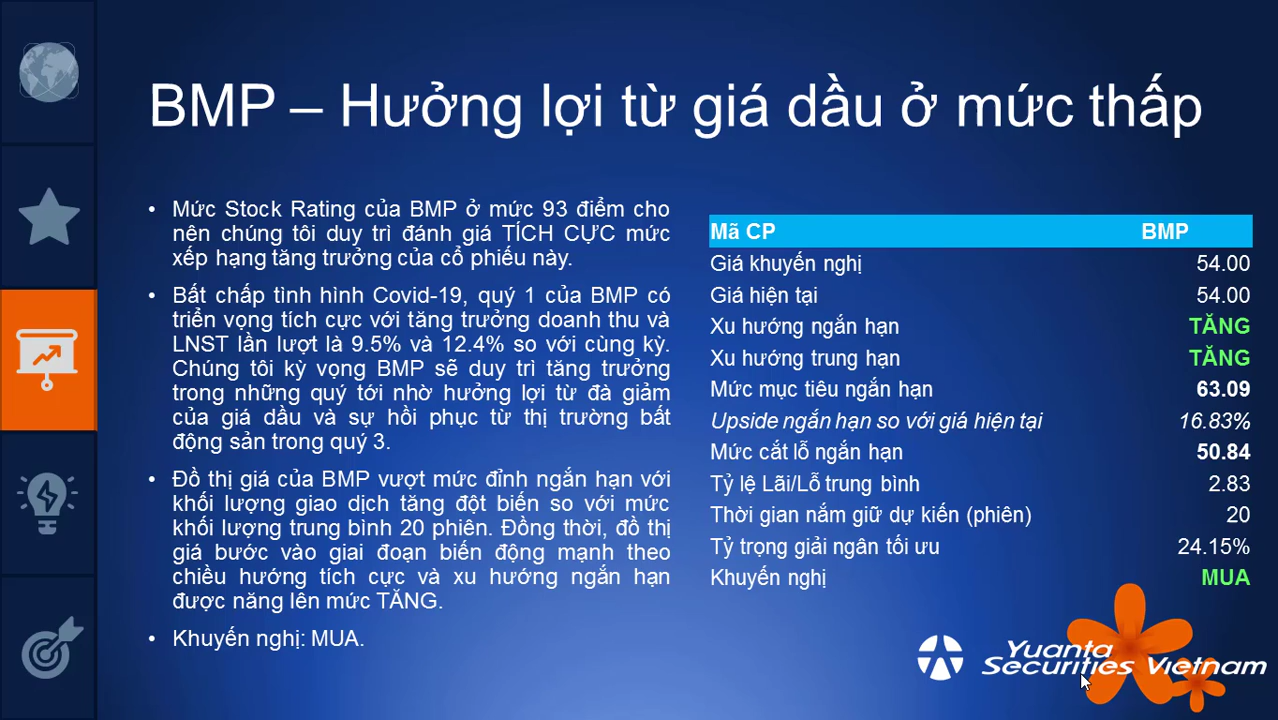 BMP – Hưởng lợi từ giá dầu ở mức thấp
• Mức Stock Rating của BMP ở mức 93 điểm cho
nên chúng tôi duy trì đánh giá TÍCH CỰC mức
xếp hạng tăng trưởng của cổ phiếu này.
• Bất chấp tình hình Covid-19, quý 1 của BMP có
triển vọng tích cực với tăng trưởng doanh thu và
LNST lần lượt là 9.5% và 12.4% so với cùng kỳ.
Chúng tôi kỳ vọng BMP sẽ duy trì tăng trưởng
trong những quý tới nhờ hưởng lợi từ đà giảm
của giá dầu và sự hồi phục từ thị trường bất
động sản trong quý 3.
• Đồ thị giá của BMP vượt mức đỉnh ngắn hạn với
khối lượng giao dịch tăng đột biến so với mức
khối lượng trung bình 20 phiên. Đồng thời, đồ thị
giá bước vào giai đoạn biến động mạnh theo
chiều hướng tích cực và xu hướng ngắn hạn
được năng lên mức TĂNG.
• Khuyến nghị: MUA.
Mã CP BMP
Giá khuyến nghị 54.00
Giá hiện tại 54.00
Xu hướng ngắn hạn TĂNG
Xu hướng trung hạn TĂNG
Mức mục tiêu ngắn hạn 63.09
Upside ngắn hạn so với giá hiện tại 16.83%
Mức cắt lỗ ngắn hạn 50.84
Tỷ lệ Lãi/Lỗ trung bình 2.83
Thời gian nắm giữ dự kiến (phiên) 20
Tỷ trọng giải ngân tối ưu 24.15%
Khuyến nghị MUA
Yuanta
Securities Vietnam